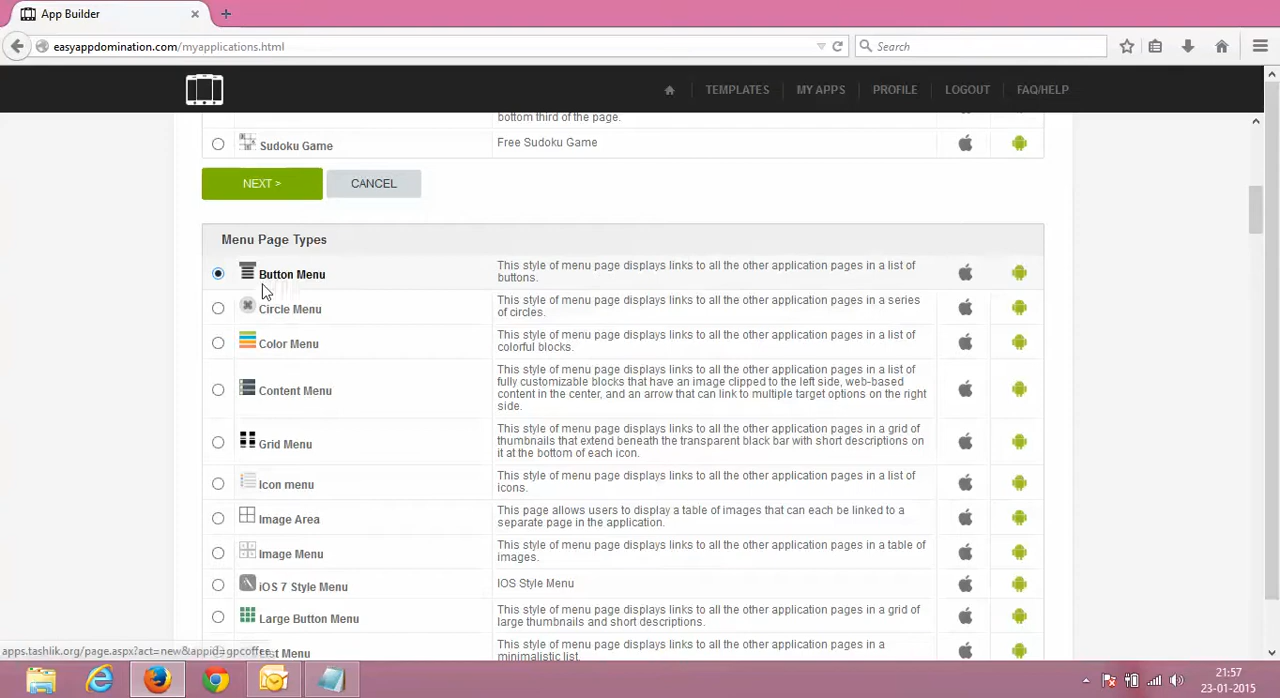 App Builder
easyappdomination.com/myapplications.html
Search
TEMPLATES
MY APPS
PROFILE
LOGOUT
FAQ/HELP
bottom third of the page.
Sudoku Game
Free Sudoku Game
NEXT >
CANCEL
Menu Page Types
Button Menu
This style of menu page displays links to all the other application pages in a list of
buttons.
Circle Menu
This style of menu page displays links to all the other application pages in a series
of circles.
Color Menu
This style of menu page displays links to all the other application pages in a list of
colorful blocks.
Content Menu
This style of menu page displays links to all the other application pages in a list of
fully customizable blocks that have an image clipped to the left side, web-based
content in the center, and an arrow that can link to multiple target options on the right
side.
Grid Menu
This style of menu page displays links to all the other application pages in a grid of
thumbnails that extend beneath the transparent black bar with short descriptions on
it at the bottom of each icon.
Icon menu
This style of menu page displays links to all the other application pages in a list of
icons.
Image Area
This page allows users to display a table of images that can each be linked to a
separate page in the application.
Image Menu
This style of menu page displays links to all the other application pages in a table of
images.
iOS 7 Style Menu
IOS Style Menu
Large Button Menu
This style of menu page displays links to all the other application pages in a grid of
large thumbnails and short descriptions.
List Menu
This style of menu page displays links to all the other application pages in a
minimalistic list.
apps.tashlik.org/page.aspx?act=new&appid=gpcoffee
21:57
23-01-2015